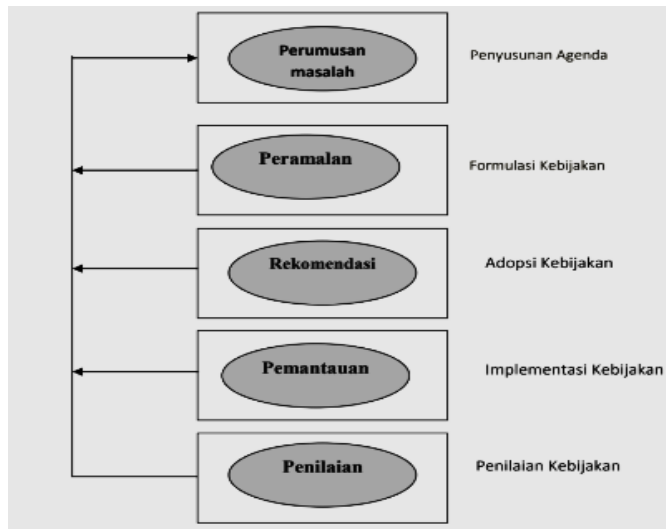 Perumusan
masalah
Penyusunan Agenda
Peramalan
Formulasi Kebijakan
Rekomendasi
Adopsi Kebijakan
Pemantauan
Implementasi Kebijakan
Penilaian
Penilaian Kebijakan